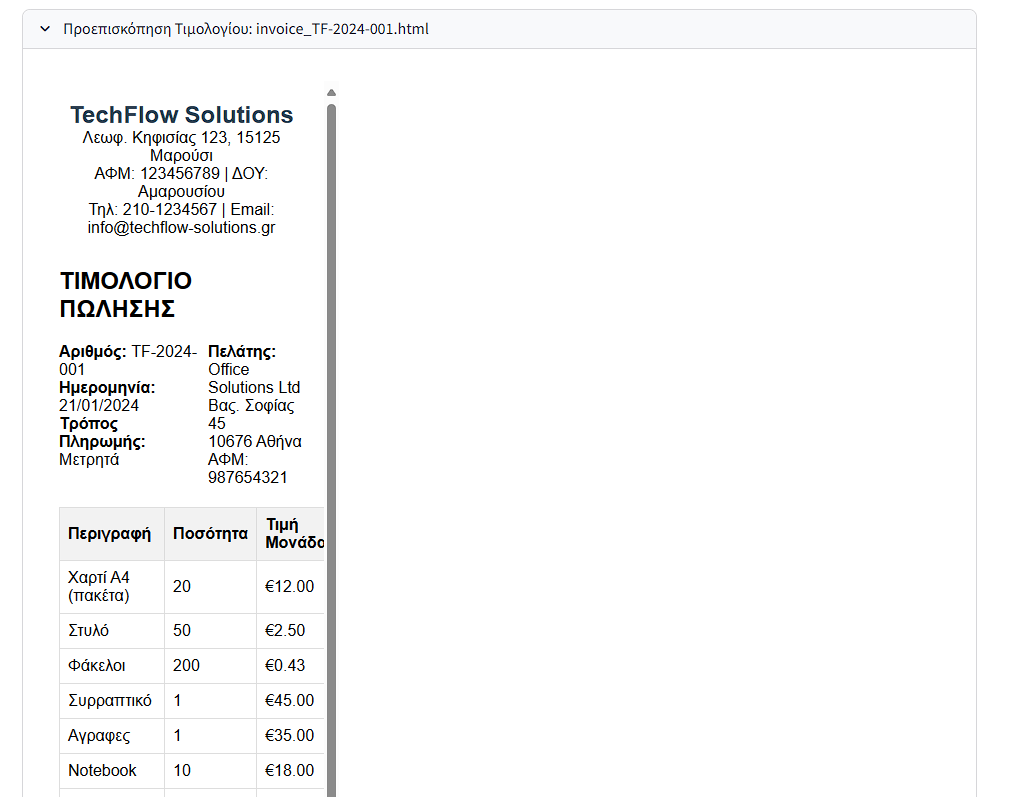 Προεπισκόπηση Τιμολογίου: invoice_TF-2024-001.html
TechFlow Solutions
Λεωφ. Κηφισίας 123, 15125
Μαρούσι
ΑΦΜ: 123456789 | ΔΟΥ:
Αμαρουσίου
Τηλ: 210-1234567 | Email:
info@techflow-solutions.gr
ΤΙΜΟΛΟΓΙΟ
ΠΩΛΗΣΗΣ
Αριθμός: TF-2024-
001
Ημερομηνία:
21/01/2024
Τρόπος
Πληρωμής:
Μετρητά
Πελάτης:
Office
Solutions Ltd
Βας. Σοφίας
45
10676 Αθήνα
ΑΦΜ:
987654321
Περιγραφή Ποσότητα Τιμή
Μονάδο
Χαρτί Α4
(πακέτα) 20 €12.00
Στυλό 50 €2.50
Φάκελοι 200 €0.43
Συρραπτικό 1 €45.00
Αγραφες 1 €35.00
Notebook 10 €18.00